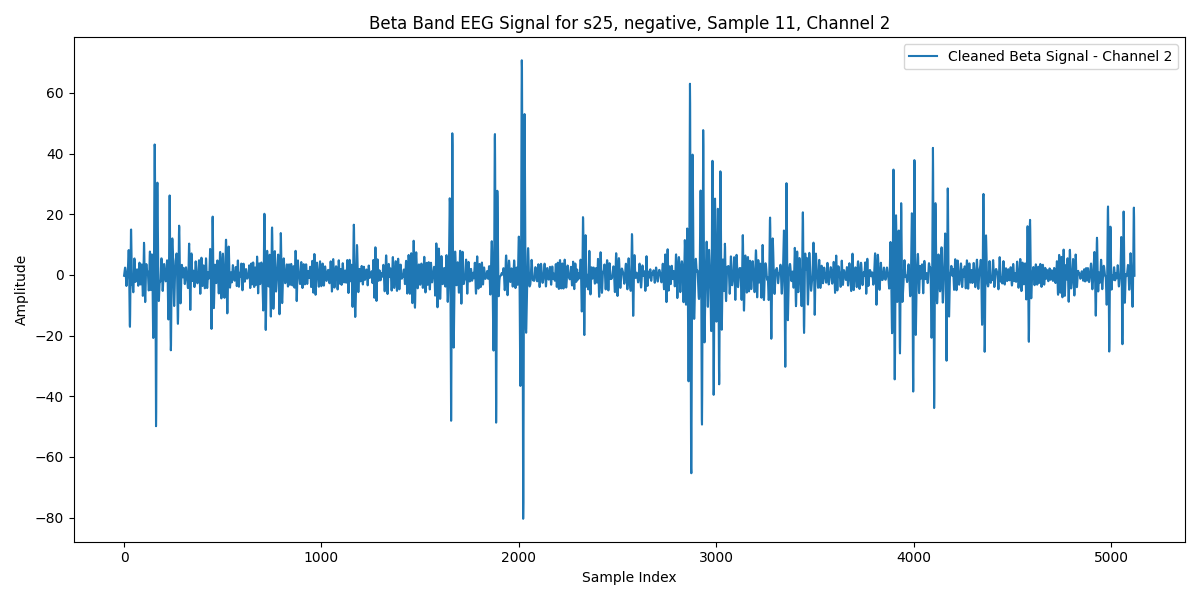 Beta Band EEG Signal for s25, negative, Sample 11, Channel 2
Cleaned Beta Signal - Channel 2
Amplitude
60
40
20
0
−20
−40
−60
−80
0 1000 2000 3000 4000 5000
Sample Index